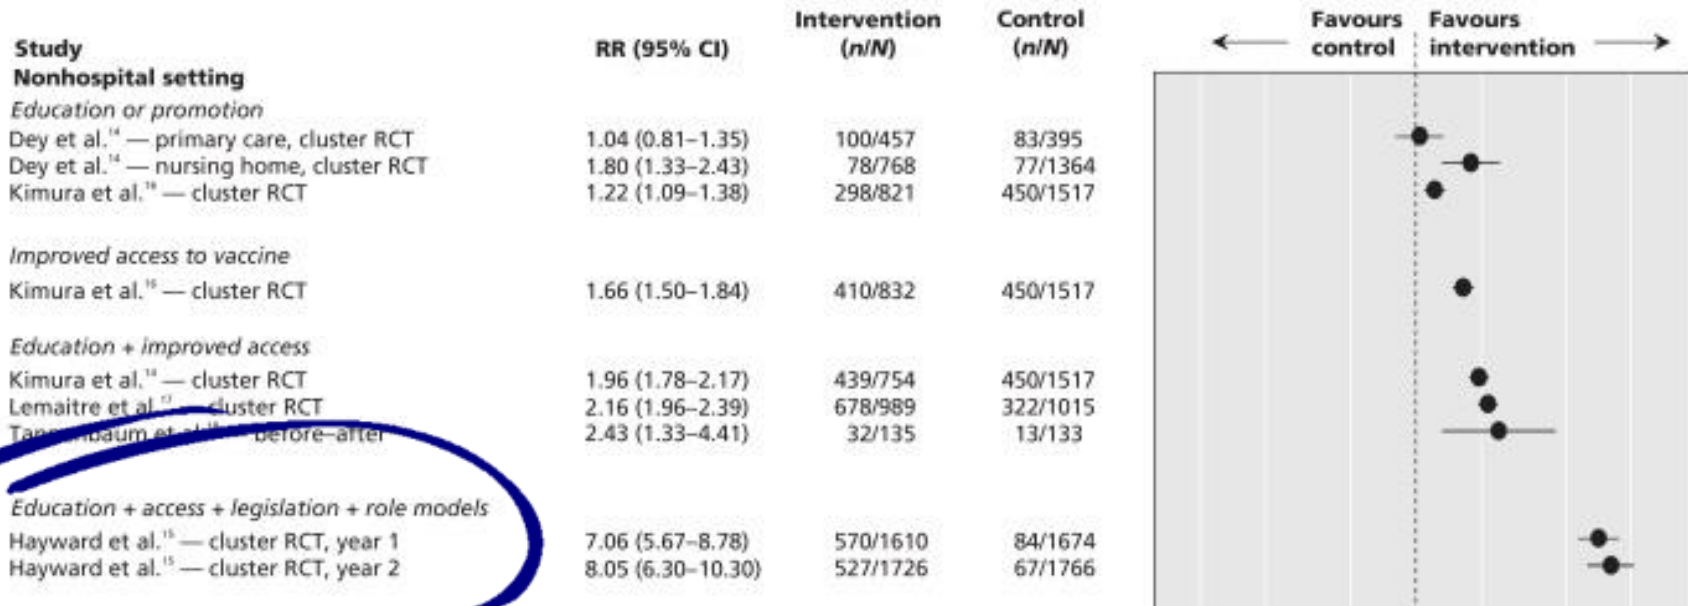 Study RR (95% CI) Intervention (n/N) Control (n/N) Favours control Favours intervention
Nonhospital setting
Education or promotion
Dey et al.¹⁴ — primary care, cluster RCT 1.04 (0.81–1.35) 100/457 83/395
Dey et al.¹⁴ — nursing home, cluster RCT 1.80 (1.33–2.43) 78/768 77/1364
Kimura et al. — cluster RCT 1.22 (1.09–1.38) 298/821 450/1517
Improved access to vaccine
Kimura et al. — cluster RCT 1.66 (1.50–1.84) 410/832 450/1517
Education + improved access
Kimura et al. — cluster RCT 1.96 (1.78–2.17) 439/754 450/1517
Lemaitre et al. — cluster RCT 2.16 (1.96–2.39) 678/989 322/1015
Tannenbaum et al. — before–after 2.43 (1.33–4.41) 32/135 13/133
Education + access + legislation + role models
Hayward et al.¹⁵ — cluster RCT, year 1 7.06 (5.67–8.78) 570/1610 84/1674
Hayward et al.¹⁵ — cluster RCT, year 2 8.05 (6.30–10.30) 527/1726 67/1766